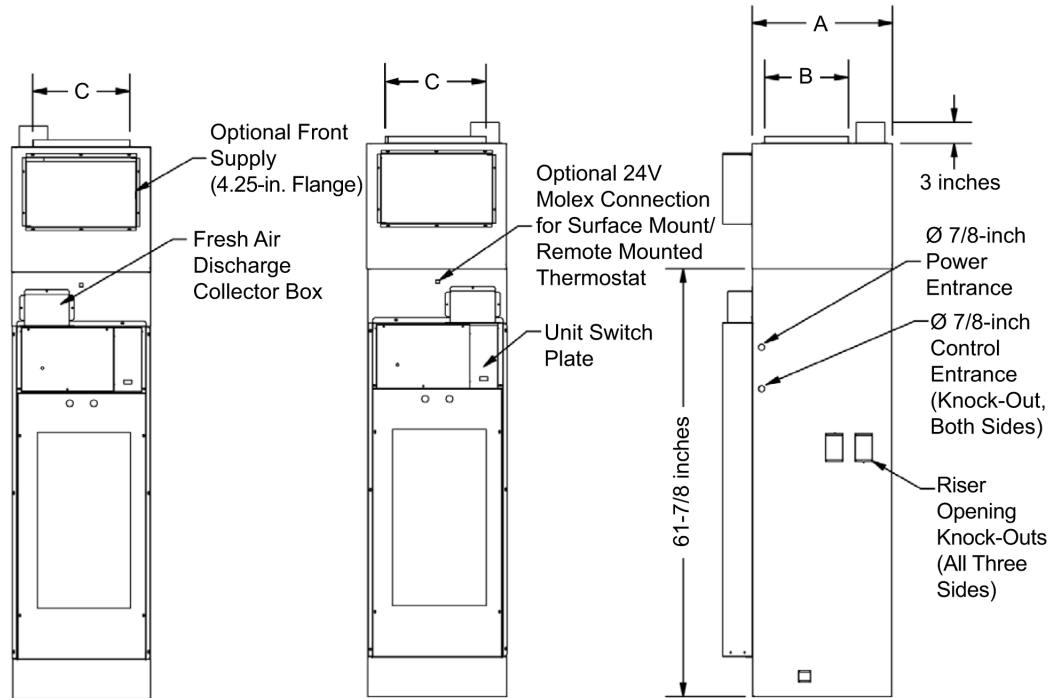 A
B
C
C
3 inches
Optional Front
Supply
(4.25-in. Flange)
Fresh Air
Discharge
Collector Box
Optional 24V
Molex Connection
for Surface Mount/
Remote Mounted
Thermostat
Unit Switch
Plate
61-7/8 inches
Ø 7/8-inch
Power
Entrance
Ø 7/8-inch
Control
Entrance
(Knock-Out,
Both Sides)
Riser
Opening
Knock-Outs
(All Three
Sides)